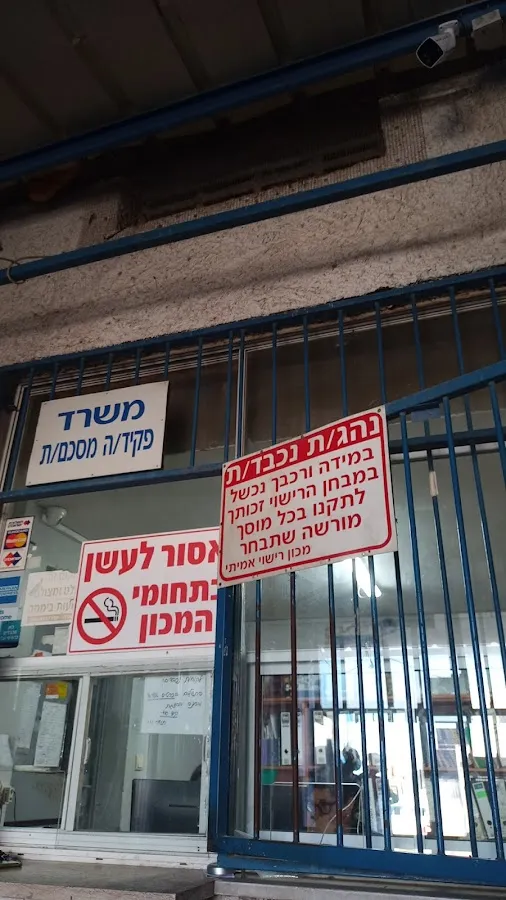 משרד
פקיד/ה מסכם/ת
נהג/ת נכבד/ת
במידה ורכבך נכשל
במבחן הרישוי זכותך
לתקנו בכל מוסך
מורשה שתבחר
מכון רישוי אמיתי
אסור לעשן
בתחומי
המכון